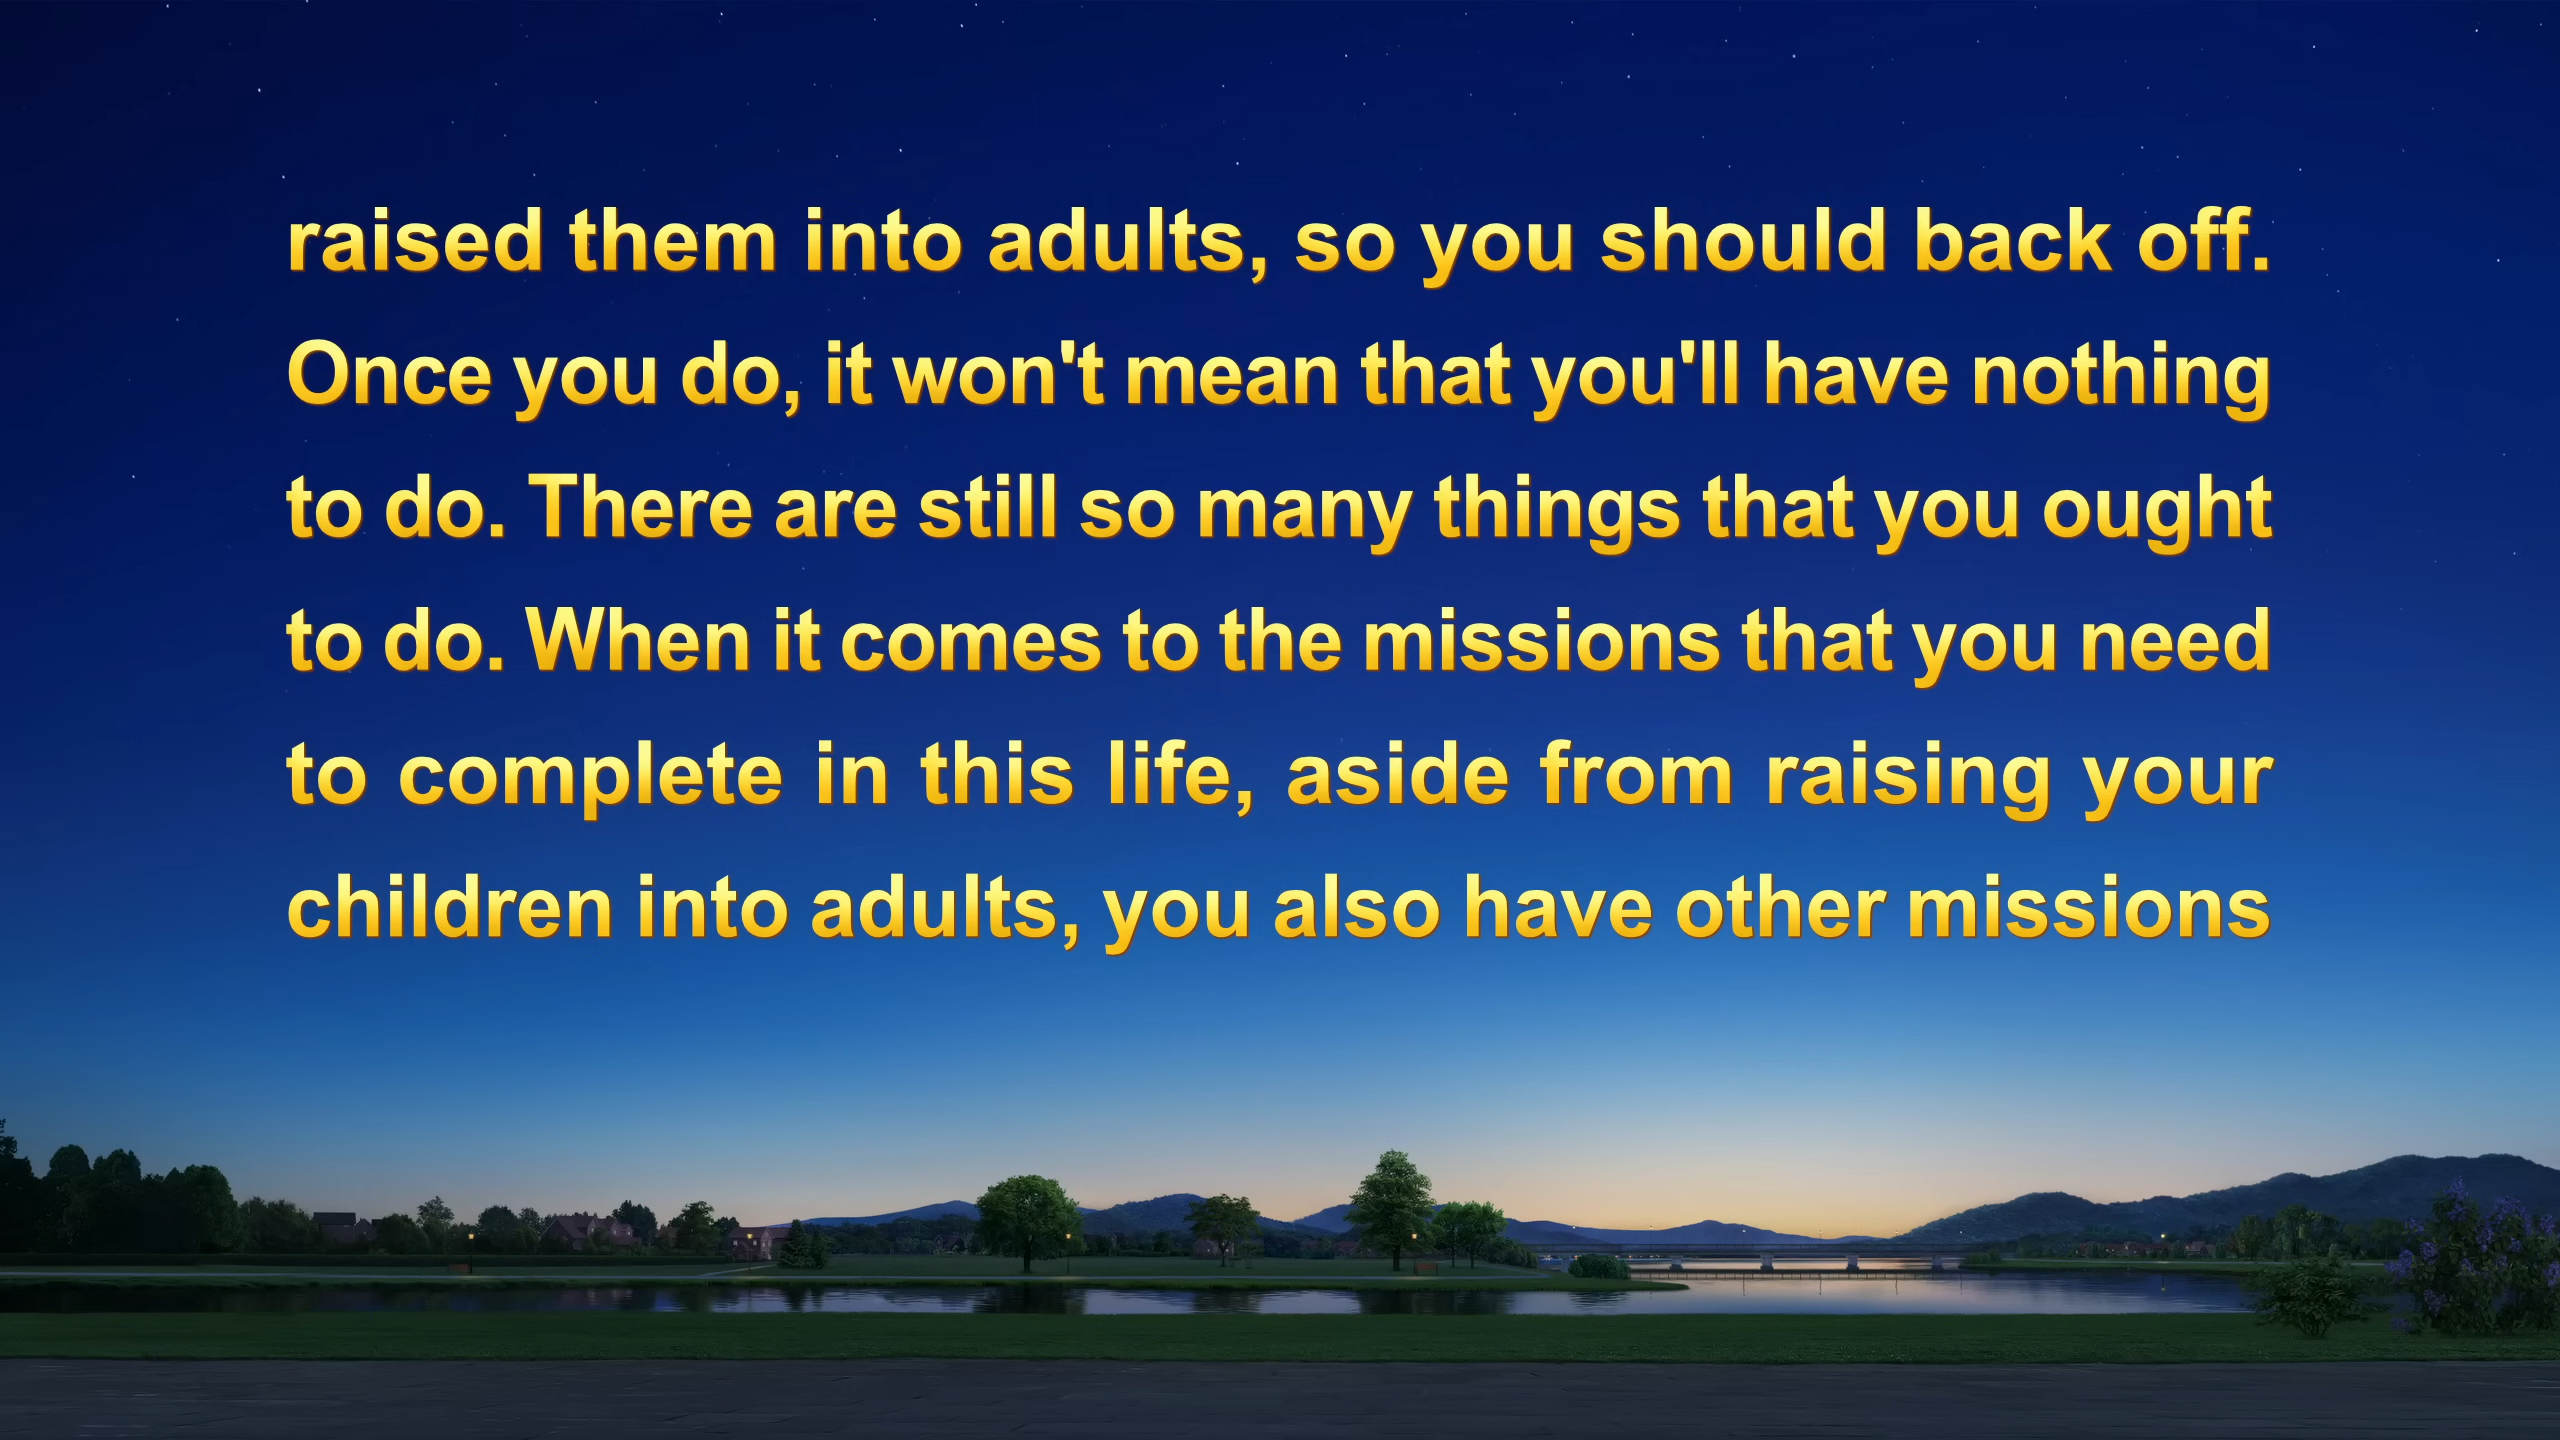 raised them into adults, so you should back off.
Once you do, it won't mean that you'll have nothing
to do. There are still so many things that you ought
to do. When it comes to the missions that you need
to complete in this life, aside from raising your
children into adults, you also have other missions